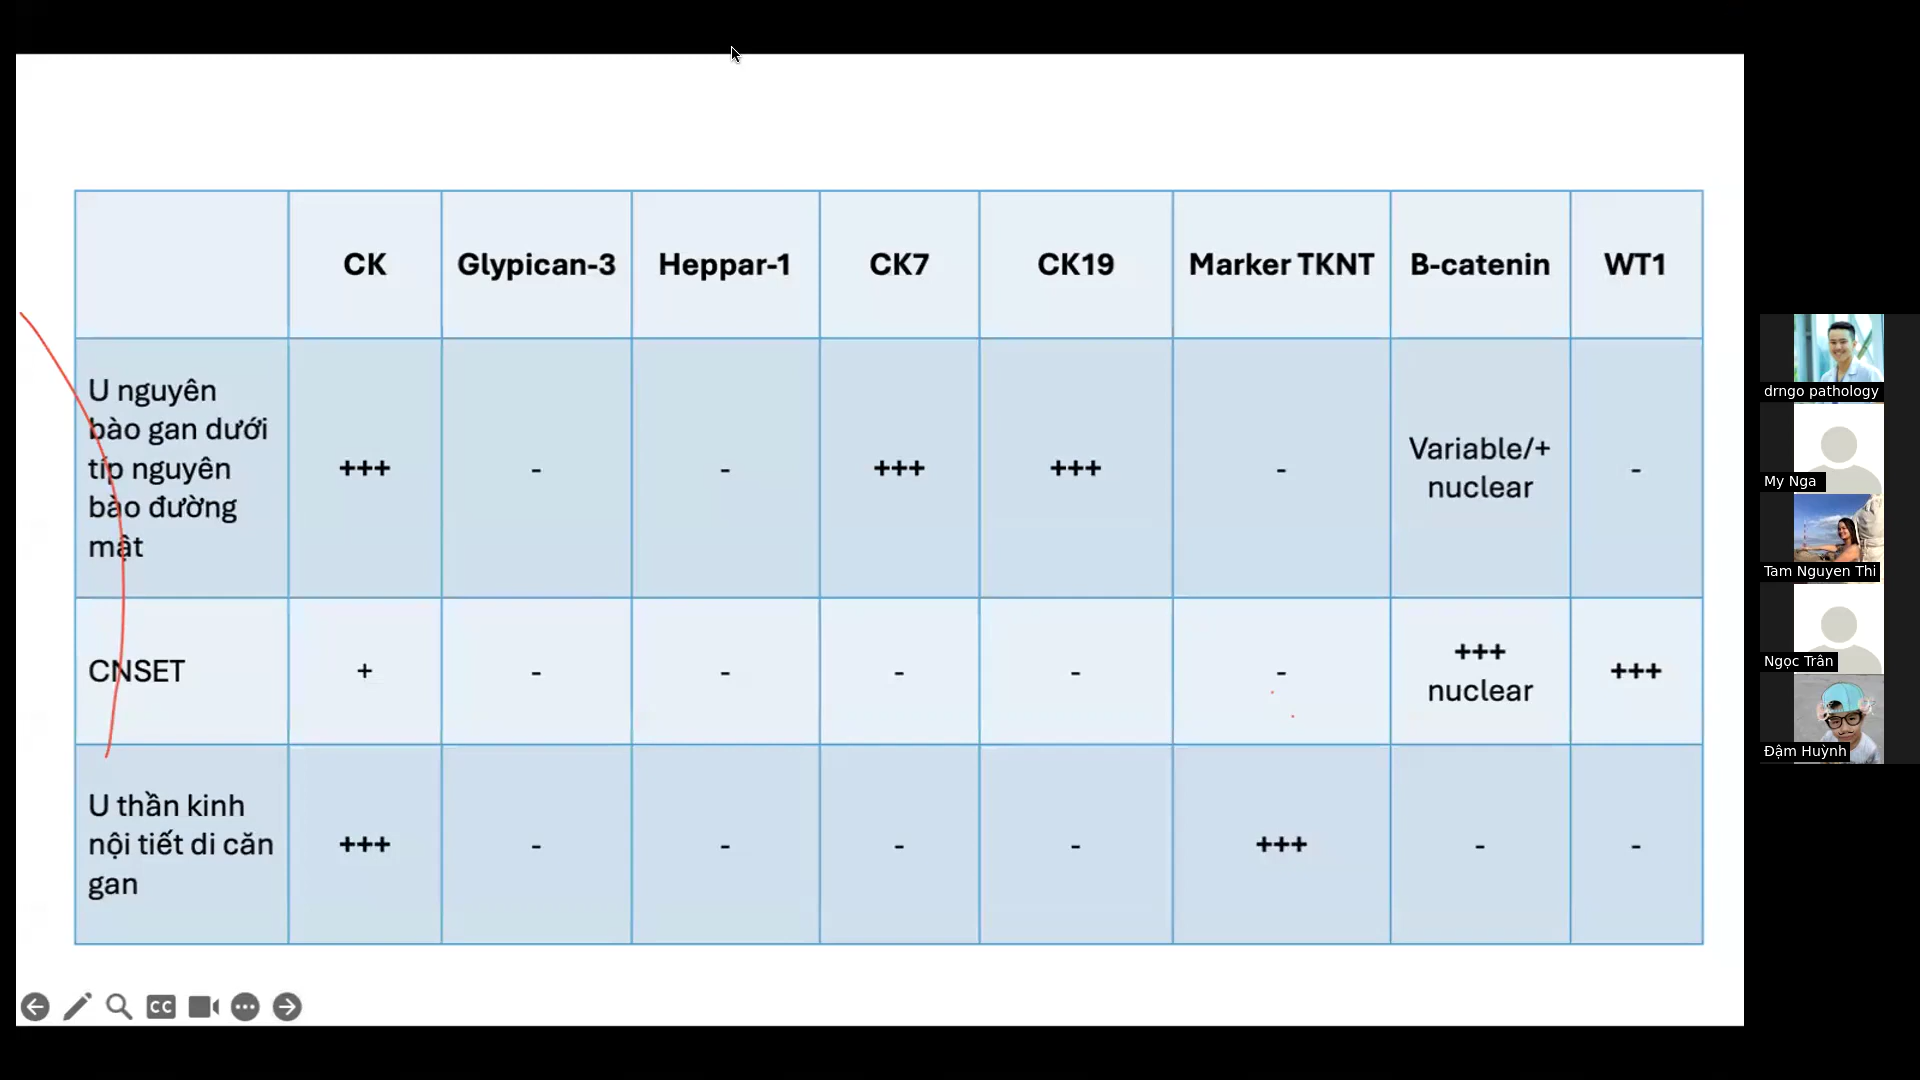 CK Glypican-3 Heppar-1 CK7 CK19 Marker TKNT B-catenin WT1
U nguyên
bào gan dưới
típ nguyên
bào đường
mật
+++ - - +++ +++ - Variable/+
nuclear
-
CNSET + - - - - - +++
nuclear
+++
U thần kinh
nội tiết di căn
gan
+++ - - - - +++ - -
CC
drngo pathology
My Nga
Tam Nguyen Thi
Ngọc Trân
Đậm Huỳnh